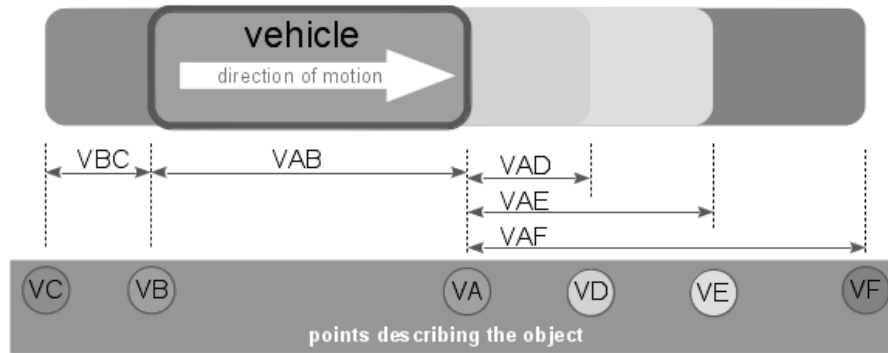 vehicle
direction of motion
VBC
VAB
VAD
VAE
VAF
VC VB VA VD VE VF
points describing the object